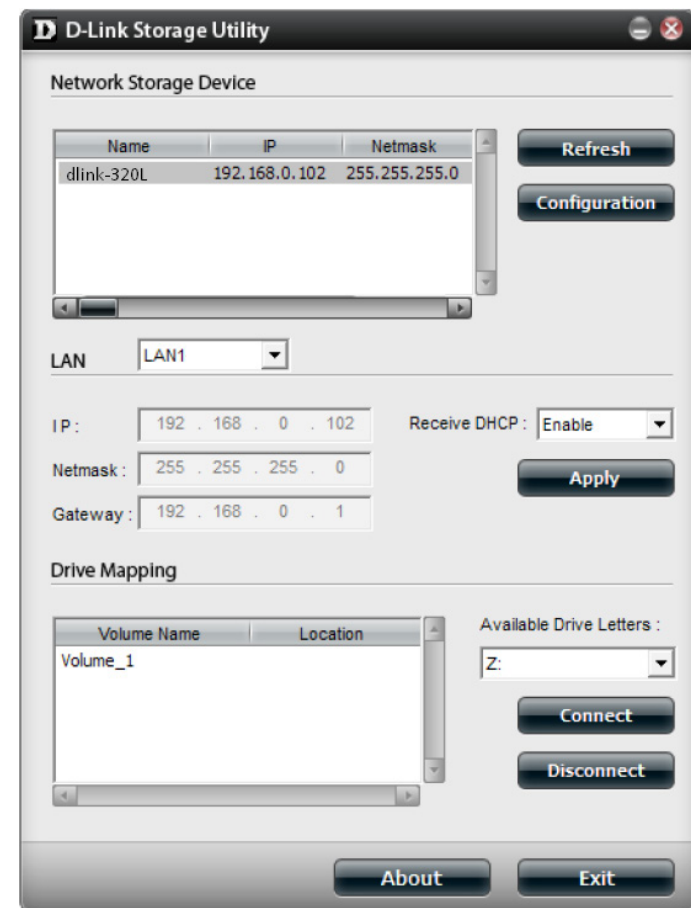 D D-Link Storage Utility
Network Storage Device
Name IP Netmask
dlink-320L 192.168.0.102 255.255.255.0
Refresh
Configuration
LAN LAN1
IP : 192 . 168 . 0 . 102 Receive DHCP : Enable
Netmask : 255 . 255 . 255 . 0 Apply
Gateway : 192 . 168 . 0 . 1
Drive Mapping
Volume Name Location
Volume_1
Available Drive Letters :
Z:
Connect
Disconnect
About Exit